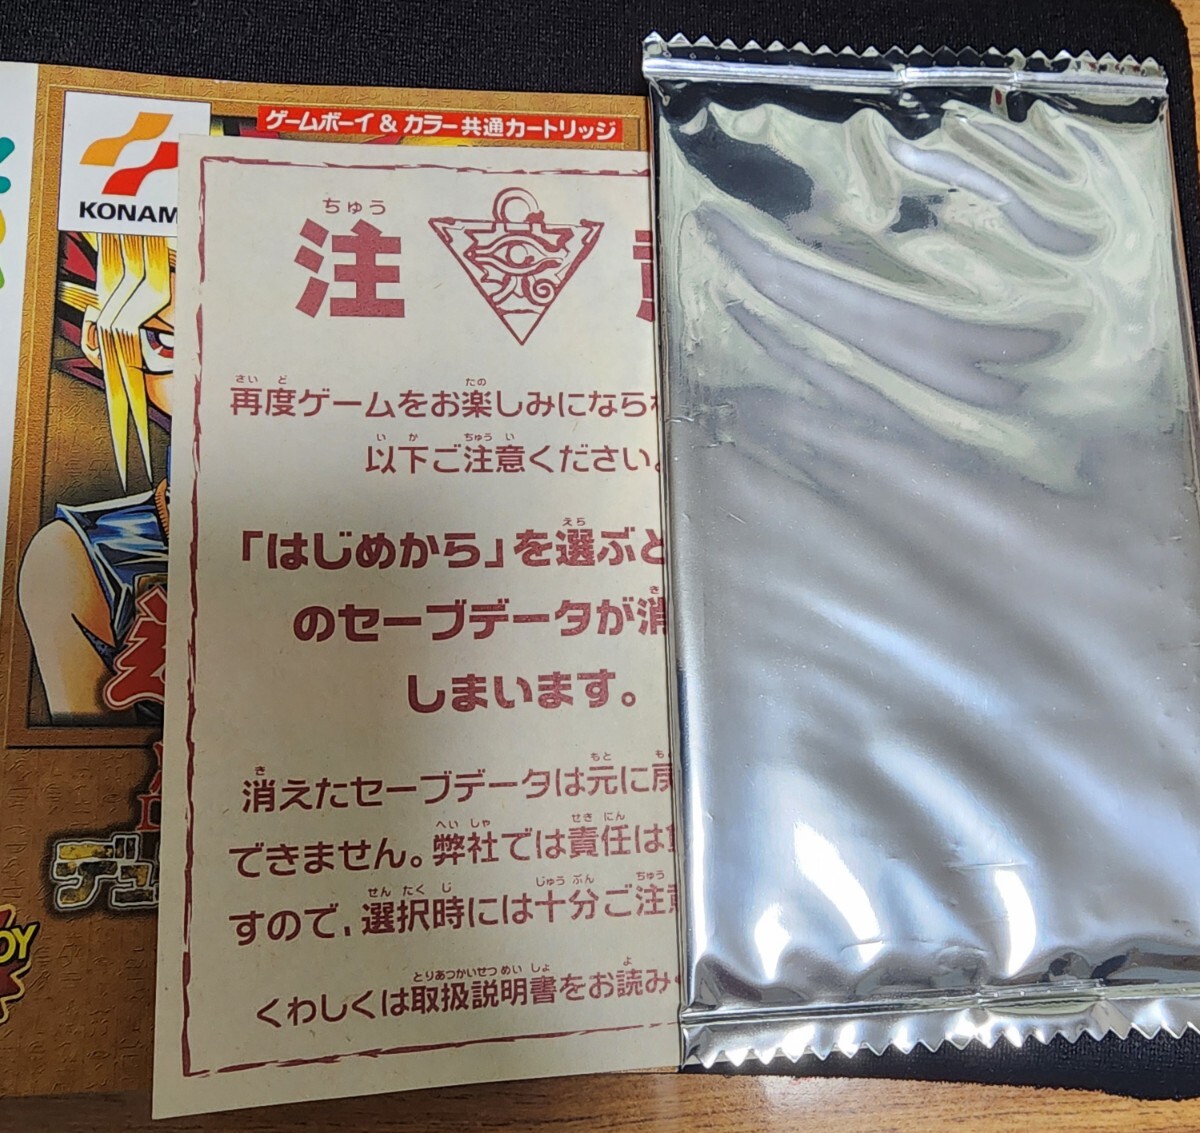 ゲームボーイ & カラー共通カートリッジ
KONAM
ちゅう
注
さい ど たの
再度ゲームをお楽しみになら
い か ちゅう い
以下ご注意ください。
えら
「はじめから」を選ぶと
き
のセーブデータが消
しまいます。
き もと も
消えたセーブデータは元に戻
へい しゃ せき にん
できません。弊社では責任は
せん たく じ じゅう ぶん ちゅう
すので、選択時には十分ご注意
とりあつかいせつ めい しょ よ
くわしくは取扱説明書をお読み
デュ
OY